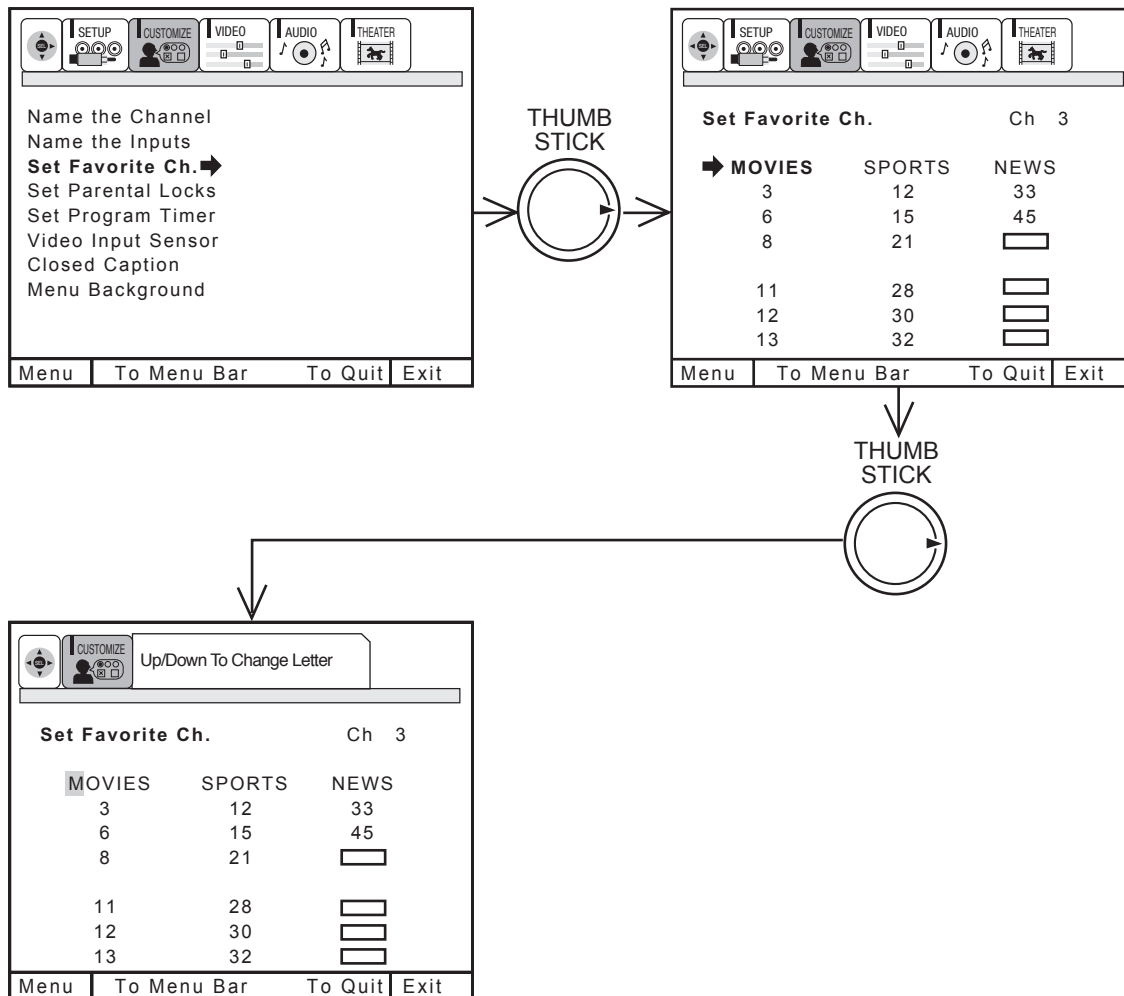 SEL SETUP CUSTOMIZE VIDEO AUDIO THEATER
Name the Channel
Name the Inputs
Set Favorite Ch.
Set Parental Locks
Set Program Timer
Video Input Sensor
Closed Caption
Menu Background
Menu To Menu Bar To Quit Exit
THUMB
STICK
SEL SETUP CUSTOMIZE VIDEO AUDIO THEATER
Set Favorite Ch. Ch 3
MOVIES SPORTS NEWS
3 12 33
6 15 45
8 21
11 28
12 30
13 32
Menu To Menu Bar To Quit Exit
THUMB
STICK
SEL CUSTOMIZE Up/Down To Change Letter
Set Favorite Ch. Ch 3
MOVIES SPORTS NEWS
3 12 33
6 15 45
8 21
11 28
12 30
13 32
Menu To Menu Bar To Quit Exit